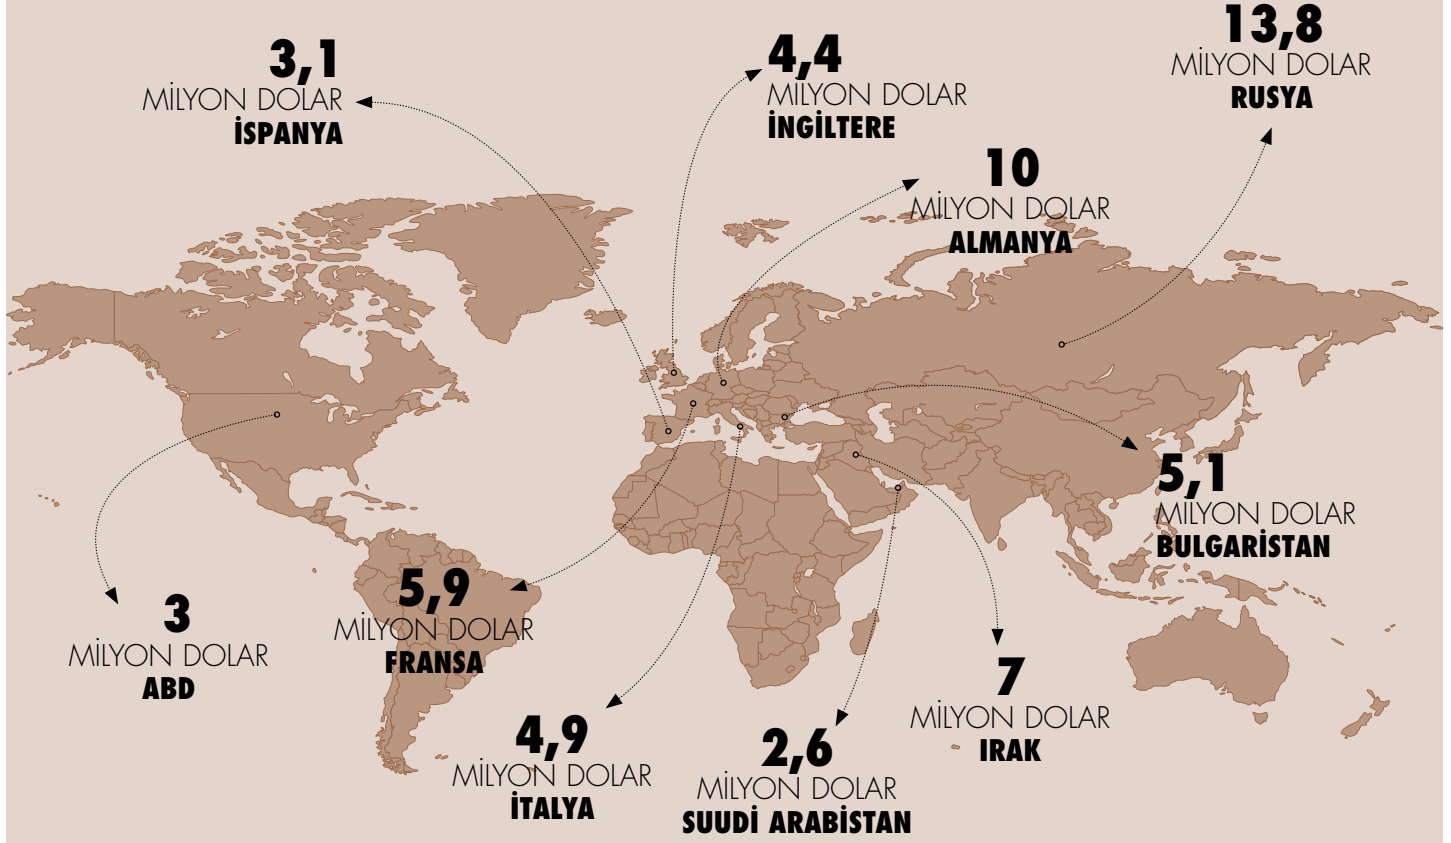 3,1
MİLYON DOLAR
İSPANYA
4,4
MİLYON DOLAR
İNGİLTERE
13,8
MİLYON DOLAR
RUSYA
10
MİLYON DOLAR
ALMANYA
5,1
MİLYON DOLAR
BULGARİSTAN
3
MİLYON DOLAR
ABD
5,9
MİLYON DOLAR
FRANSA
4,9
MİLYON DOLAR
İTALYA
2,6
MİLYON DOLAR
SUUDİ ARABİSTAN
7
MİLYON DOLAR
IRAK